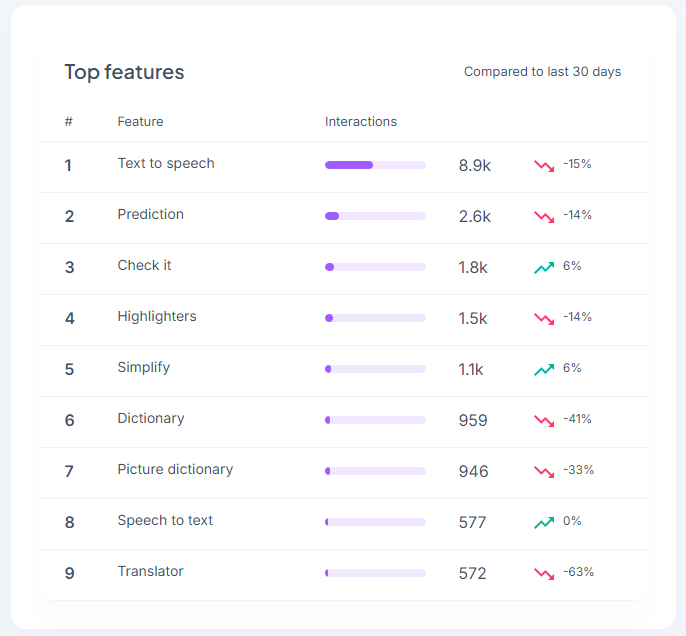 Top features
Compared to last 30 days
# Feature Interactions
1 Text to speech 8.9k -15%
2 Prediction 2.6k -14%
3 Check it 1.8k 6%
4 Highlighters 1.5k -14%
5 Simplify 1.1k 6%
6 Dictionary 959 -41%
7 Picture dictionary 946 -33%
8 Speech to text 577 0%
9 Translator 572 -63%